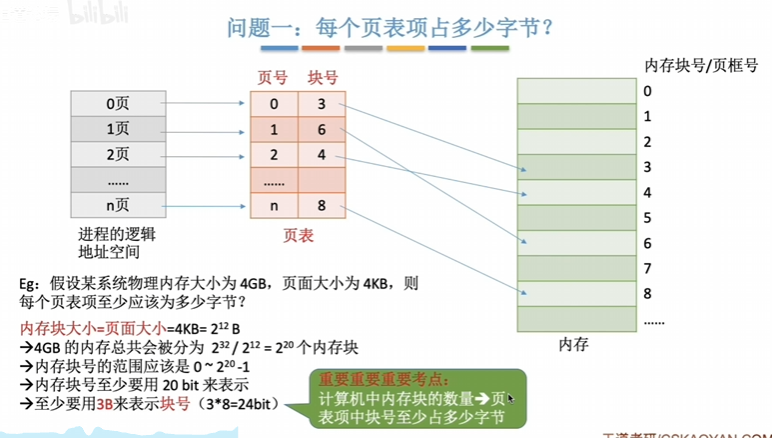 bilibili
问题一：每个页表项占多少字节？
页号 块号
内存块号/页框号
0页
1页
2页
……
n页
进程的逻辑
地址空间
0 3
1 6
2 4
……
n 8
页表
0
1
2
3
4
5
6
7
8
……
内存
Eg：假设某系统物理内存大小为 4GB，页面大小为 4KB，则
每个页表项至少应该为多少字节？
内存块大小=页面大小=4KB= 2¹² B
→4GB 的内存总共会被分为 2³² / 2¹² = 2²⁰ 个内存块
→内存块号的范围应该是 0 ~ 2²⁰ -1
→内存块号至少要用 20 bit 来表示
→至少要用3B来表示块号（3*8=24bit）
重要重要重要考点：
计算机中内存块的数量→页
表项中块号至少占多少字节
王道考研/CSKAOYAN.COM